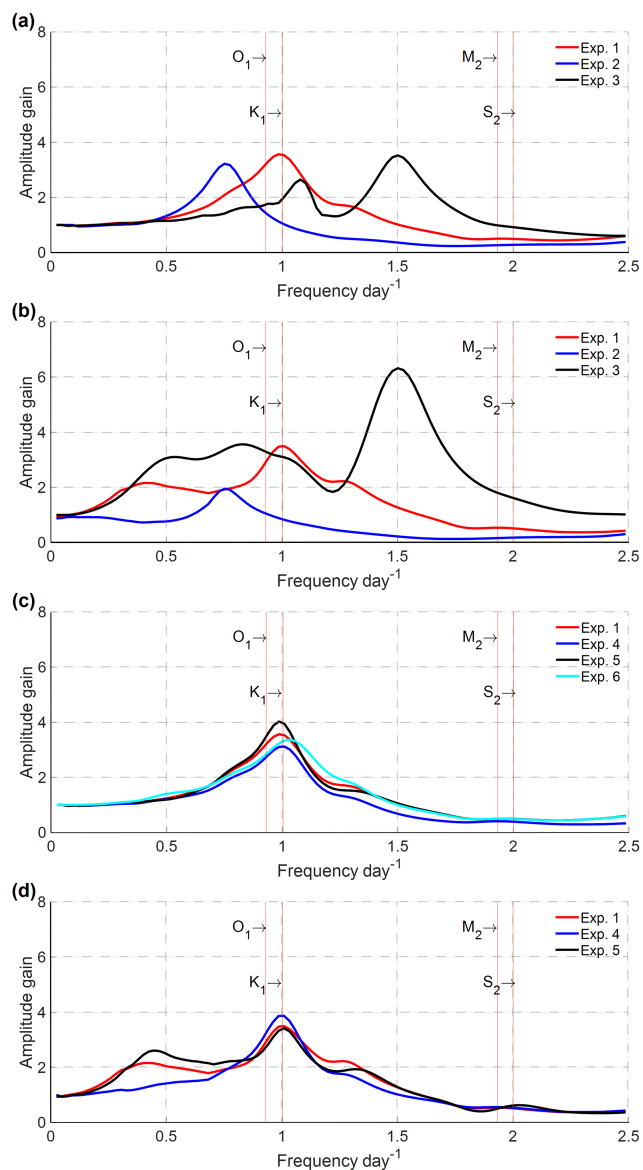 (a)
8
6
4
2
0
Amplitude gain
O1→
K1→
M2→
S2→
Exp. 1
Exp. 2
Exp. 3
0.5 1 1.5 2 2.5
Frequency day-1
(b)
8
6
4
2
0
Amplitude gain
O1→
K1→
M2→
S2→
Exp. 1
Exp. 2
Exp. 3
0.5 1 1.5 2 2.5
Frequency day-1
(c)
8
6
4
2
0
Amplitude gain
O1→
K1→
M2→
S2→
Exp. 1
Exp. 4
Exp. 5
Exp. 6
0.5 1 1.5 2 2.5
Frequency day-1
(d)
8
6
4
2
0
Amplitude gain
O1→
K1→
M2→
S2→
Exp. 1
Exp. 4
Exp. 5
0.5 1 1.5 2 2.5
Frequency day-1